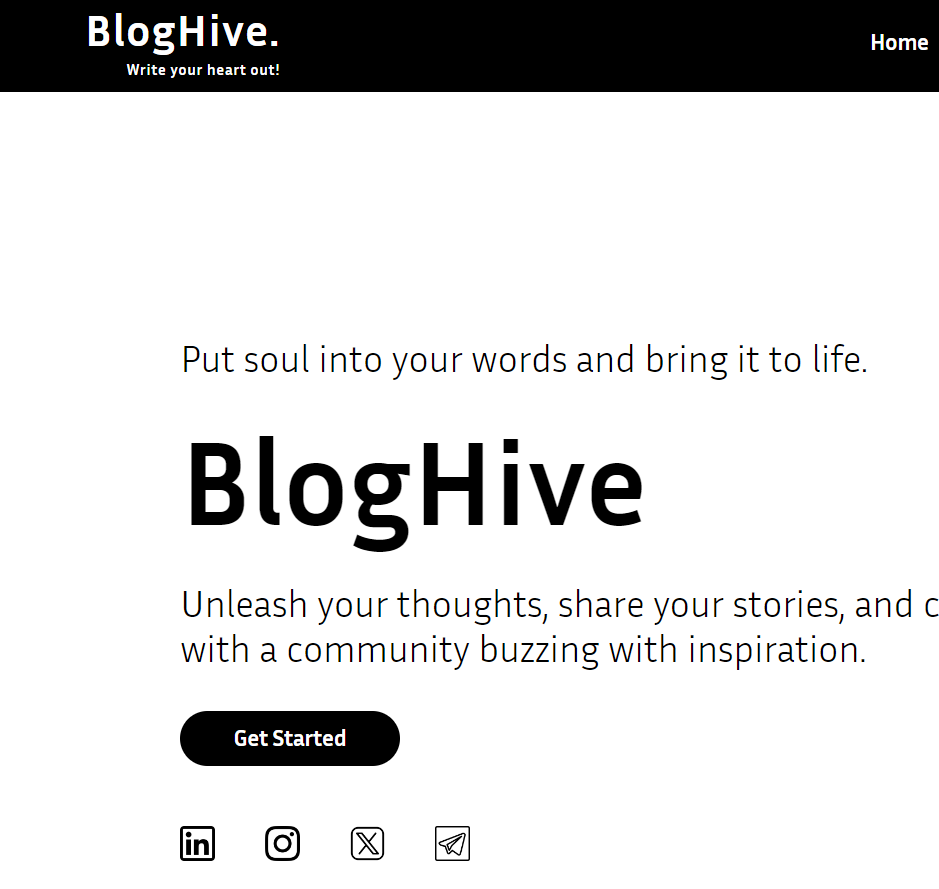 BlogHive.
Write your heart out!
Home
Put soul into your words and bring it to life.
BlogHive
Unleash your thoughts, share your stories, and c
with a community buzzing with inspiration.
Get Started
in